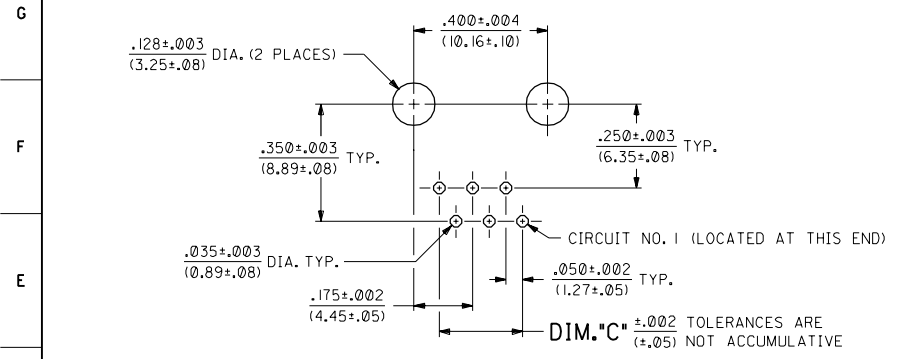 G
.400±.004
(10.16±.10)
.128±.003
(3.25±.08)
DIA. (2 PLACES)
F
.350±.003
(8.89±.08)
TYP.
.250±.003
(6.35±.08)
TYP.
CIRCUIT NO. 1 (LOCATED AT THIS END)
.035±.003
(0.89±.08)
DIA. TYP.
E
.050±.002
(1.27±.05)
TYP.
.175±.002
(4.45±.05)
DIM."C"
±.002
(±.05)
TOLERANCES ARE
NOT ACCUMULATIVE